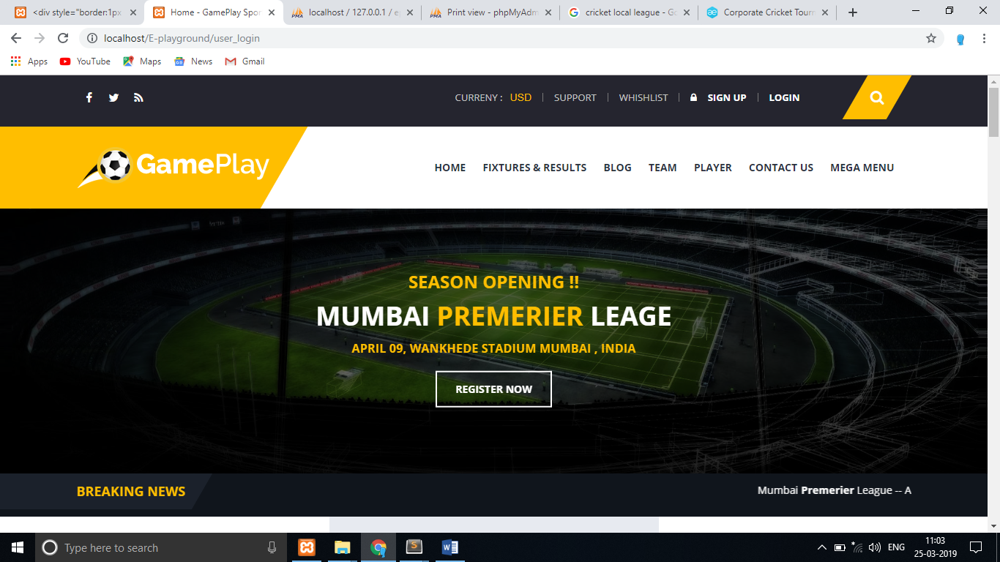 <div style="border:1px
Home - GamePlay Spor
localhost / 127.0.0.1 / ep
Print view - phpMyAdm
cricket local league - Go
Corporate Cricket Tourn
localhost/E-playground/user_login
Apps YouTube Maps News Gmail
CURRENY : USD SUPPORT WHISHLIST SIGN UP LOGIN
GamePlay
HOME FIXTURES & RESULTS BLOG TEAM PLAYER CONTACT US MEGA MENU
SEASON OPENING !!
MUMBAI PREMERIER LEAGE
APRIL 09, WANKHEDE STADIUM MUMBAI , INDIA
REGISTER NOW
BREAKING NEWS
Mumbai Premerier League -- A
Type here to search
ENG
11:03
25-03-2019